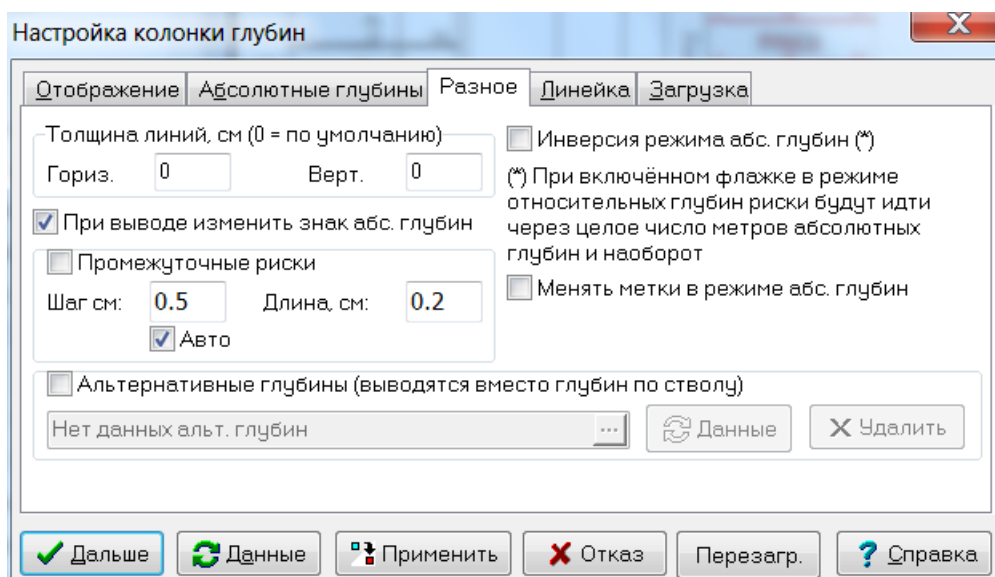 Настройка колонки глубин
Отображение Абсолютные глубины Разное Линейка Загрузка
Толщина линий, см (0 = по умолчанию)
Гориз. 0 Верт. 0
При выводе изменить знак абс. глубин
Промежуточные риски
Шаг см: 0.5 Длина, см: 0.2
Авто
Инверсия режима абс. глубин (*)
(*) При включённом флажке в режиме
относительных глубин риски будут идти
через целое число метров абсолютных
глубин и наоборот
Менять метки в режиме абс. глубин
Альтернативные глубины (выводятся вместо глубин по стволу)
Нет данных альт. глубин ... Данные Удалить
Дальше Данные Применить Отказ Перезагр. Справка